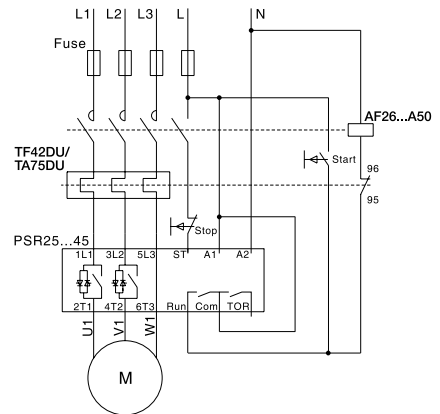 L1 L2 L3 L N
Fuse
AF26...A50
TF42DU/
TA75DU
Start
96
95
Stop
PSR25...45
1L1 3L2 5L3 ST A1 A2
2T1 4T2 6T3 Run Com TOR
U1 V1 W1
M